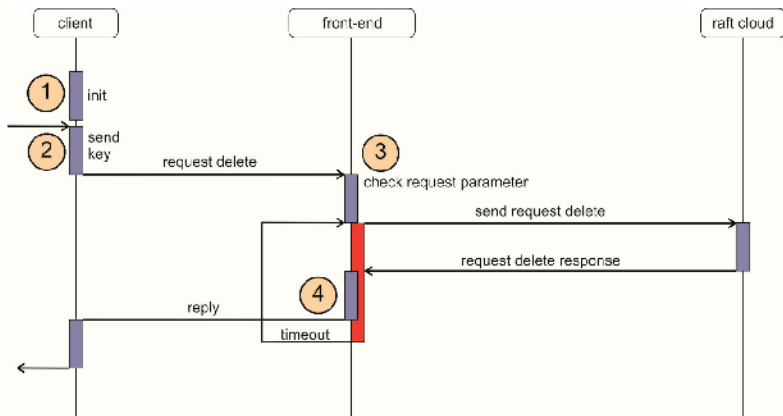 client
front-end
raft cloud
1
init
2
send
key
request delete
3
check request parameter
send request delete
request delete response
4
reply
timeout